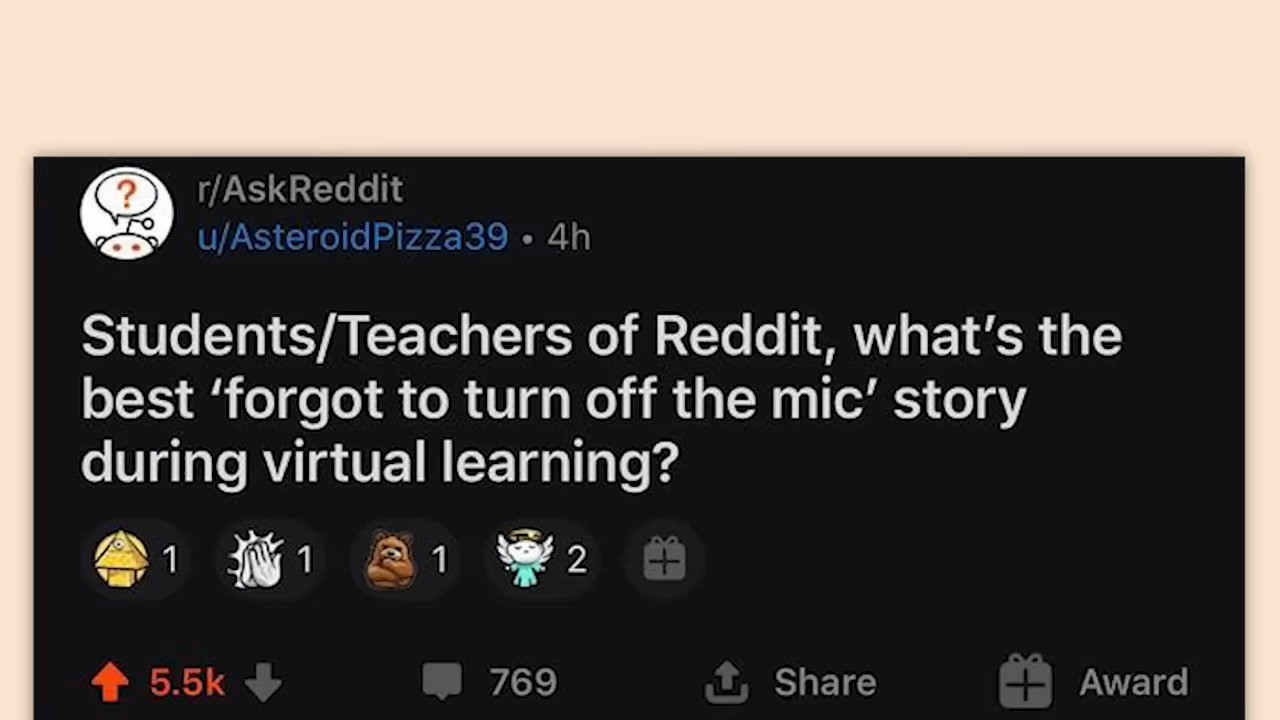 r/AskReddit
u/AsteroidPizza39 • 4h
Students/Teachers of Reddit, what’s the
best ‘forgot to turn off the mic’ story
during virtual learning?
1 1 1 2
5.5k 769 Share Award